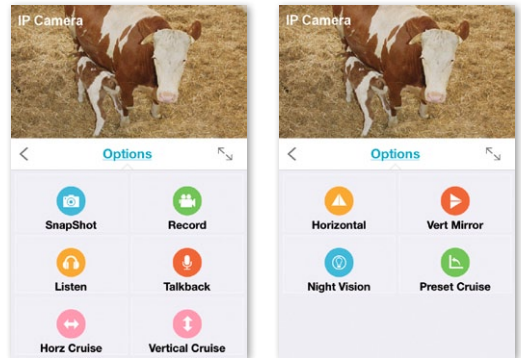 IP Camera
Options
SnapShot Record
Listen Talkback
Horz Cruise Vertical Cruise
IP Camera
Options
Horizontal Vert Mirror
Night Vision Preset Cruise